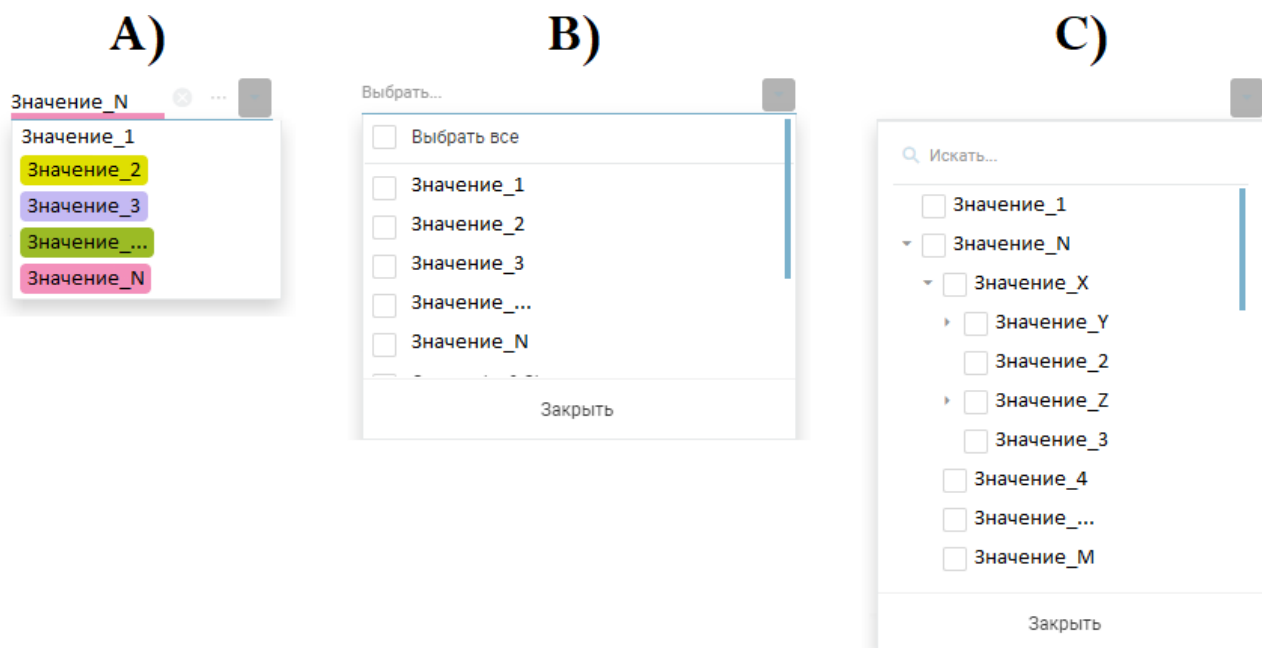 A)
Значение_N
Значение_1
Значение_2
Значение_3
Значение_...
Значение_N
B)
Выбрать...
Выбрать все
Значение_1
Значение_2
Значение_3
Значение_...
Значение_N
Закрыть
C)
Искать...
Значение_1
Значение_N
Значение_X
Значение_Y
Значение_2
Значение_Z
Значение_3
Значение_4
Значение_...
Значение_M
Закрыть